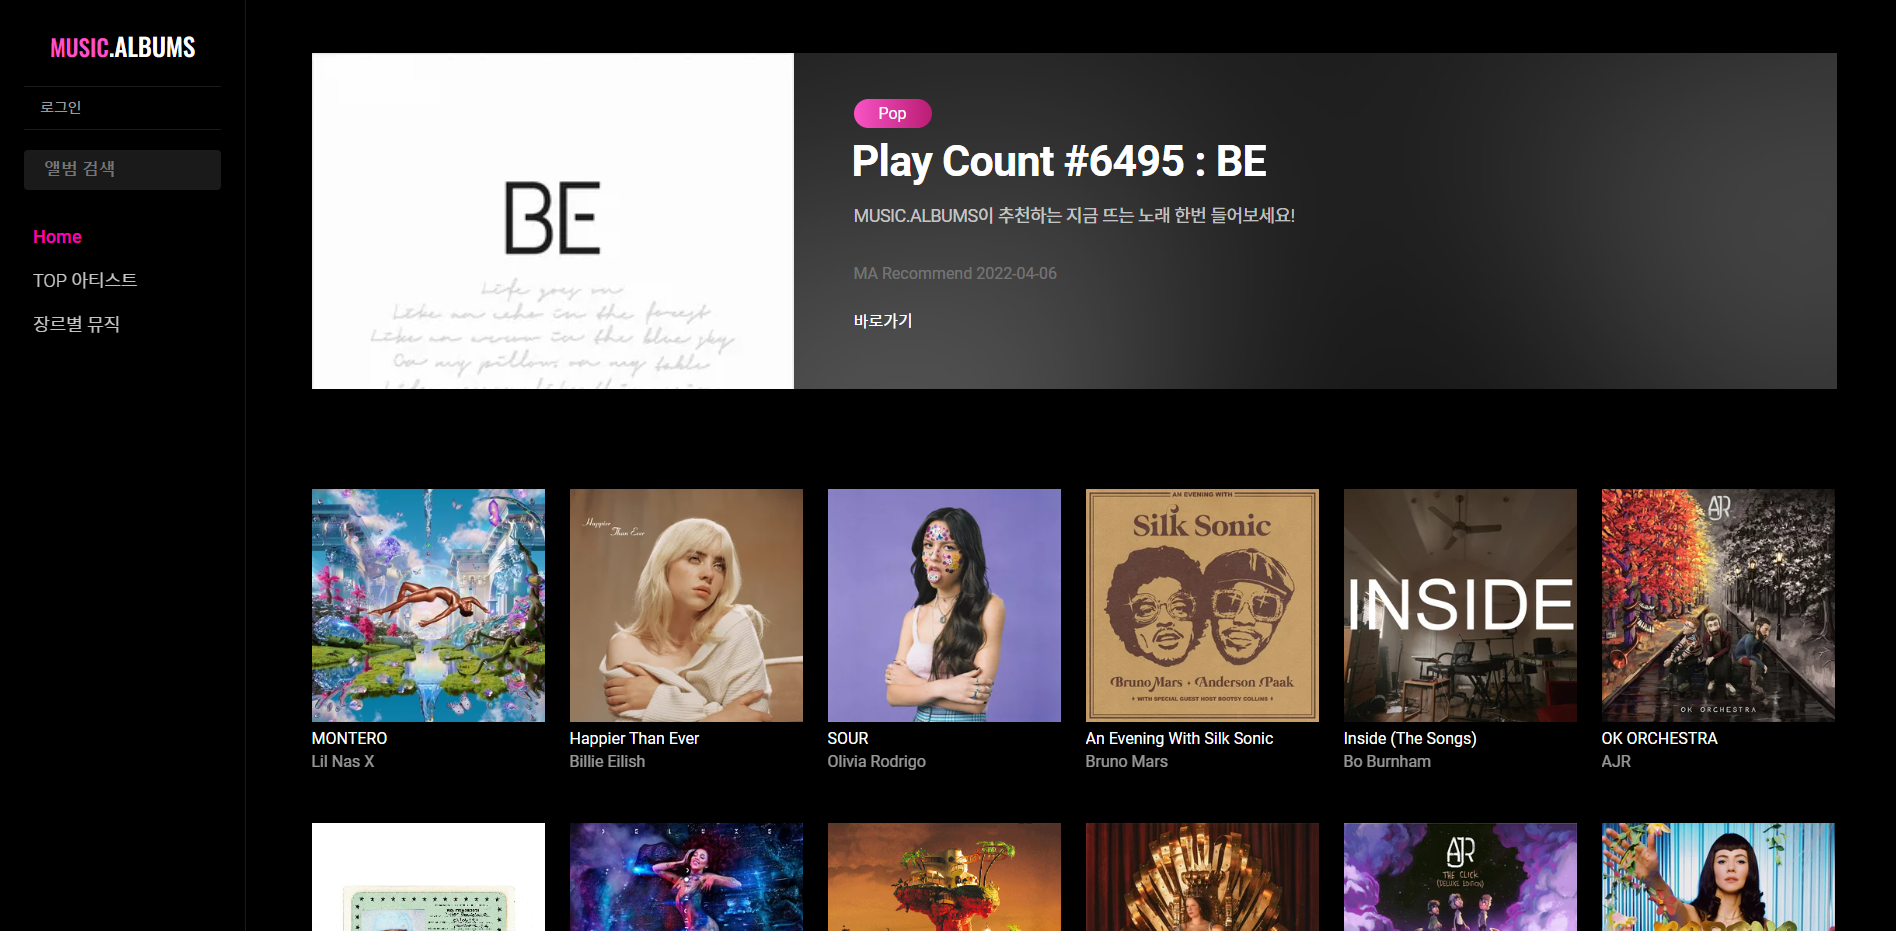 MUSIC.ALBUMS
로그인
앨범 검색
Home
TOP 아티스트
장르별 뮤직
BE
Life goes on
Like an echo in the forest
Like an arrow in the blue sky
On my pillow, on my table
Pop
Play Count #6495 : BE
MUSIC.ALBUMS이 추천하는 지금 뜨는 노래 한번 들어보세요!
MA Recommend 2022-04-06
바로가기
Happier
Than Ever
AN EVENING WITH
Silk Sonic
Bruno Mars • Anderson .Paak
• WITH SPECIAL GUEST HOST BOOTSY COLLINS •
INSIDE
AJR
OK ORCHESTRA
MONTERO
Lil Nas X
Happier Than Ever
Billie Eilish
SOUR
Olivia Rodrigo
An Evening With Silk Sonic
Bruno Mars
Inside (The Songs)
Bo Burnham
OK ORCHESTRA
AJR
DELUXE
AJR
THE CLICK
(DELUXE EDITION)